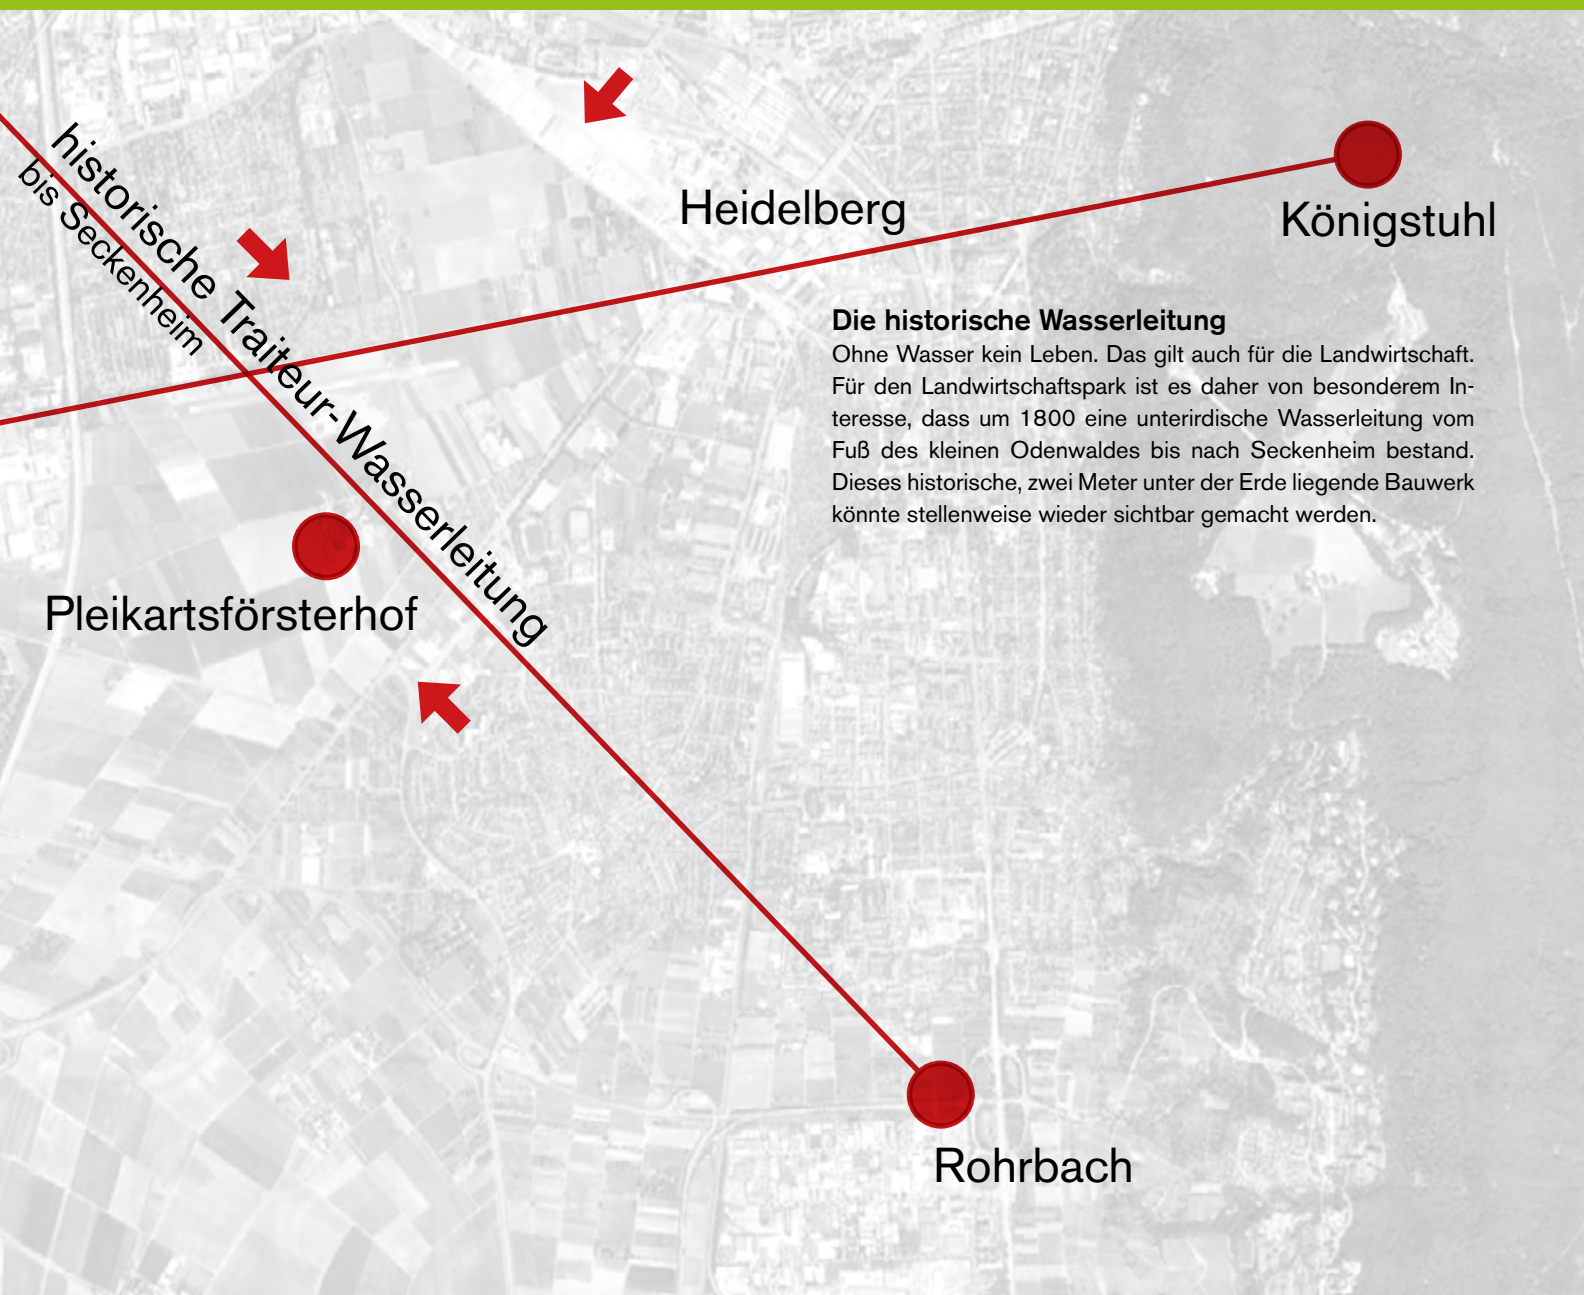 historische Traiteur-Wasserleitung
bis Seckenheim
Heidelberg
Königstuhl
Die historische Wasserleitung
Ohne Wasser kein Leben. Das gilt auch für die Landwirtschaft.
Für den Landwirtschaftspark ist es daher von besonderem In-
teresse, dass um 1800 eine unterirdische Wasserleitung vom
Fuß des kleinen Odenwaldes bis nach Seckenheim bestand.
Dieses historische, zwei Meter unter der Erde liegende Bauwerk
könnte stellenweise wieder sichtbar gemacht werden.
Pleikartsförsterhof
Rohrbach